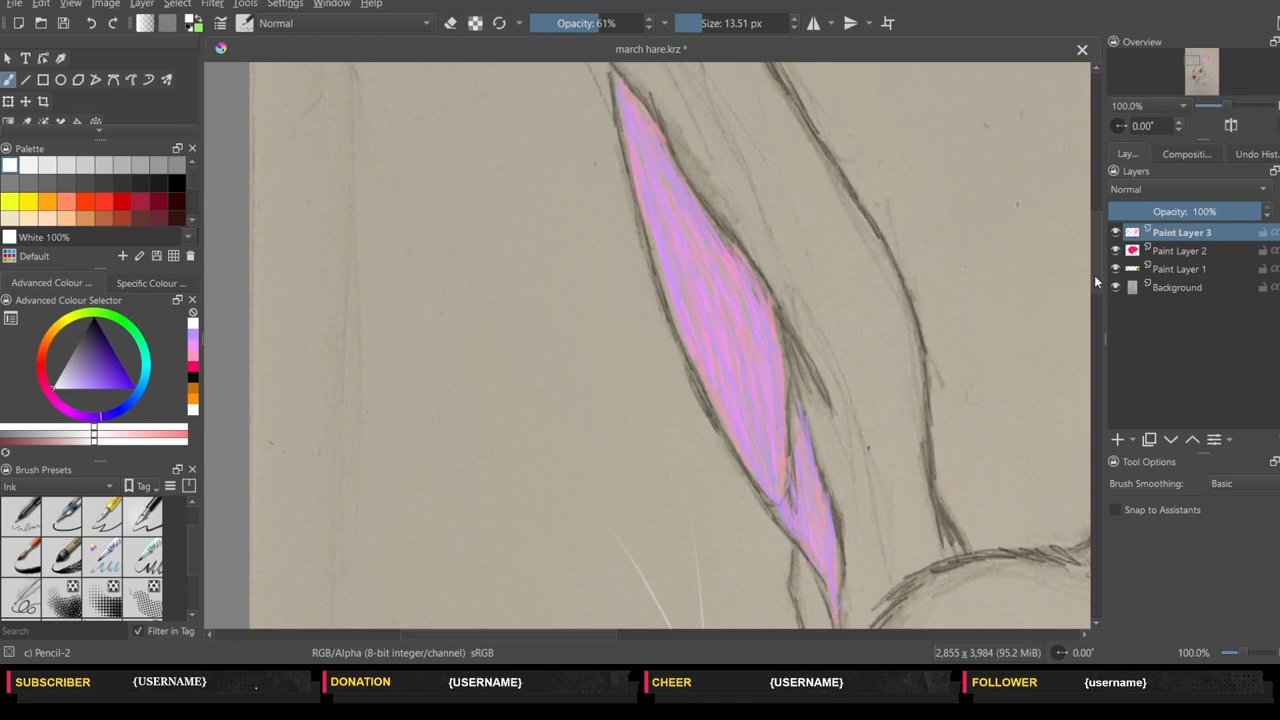 File Edit View Image Layer Select Filter Tools Settings Window Help
Normal
Opacity: 61%
Size: 13.51 px
march hare.krz *
Overview
100.0%
0.00°
Lay...
Compositi...
Undo Hist.
Layers
Normal
Opacity: 100%
Paint Layer 3
Paint Layer 2
Paint Layer 1
Background
Tool Options
Brush Smoothing:
Basic
Snap to Assistants
Palette
White 100%
Default
Advanced Colour ...
Specific Colour...
Advanced Colour Selector
Brush Presets
Ink
Tag
Search
Filter in Tag
c) Pencil-2
RGB/Alpha (8-bit integer/channel) sRGB
2,855 x 3,984 (95.2 MiB)
0.00°
100.0%
SUBSCRIBER {USERNAME}
DONATION {USERNAME}
CHEER {USERNAME}
FOLLOWER {username}